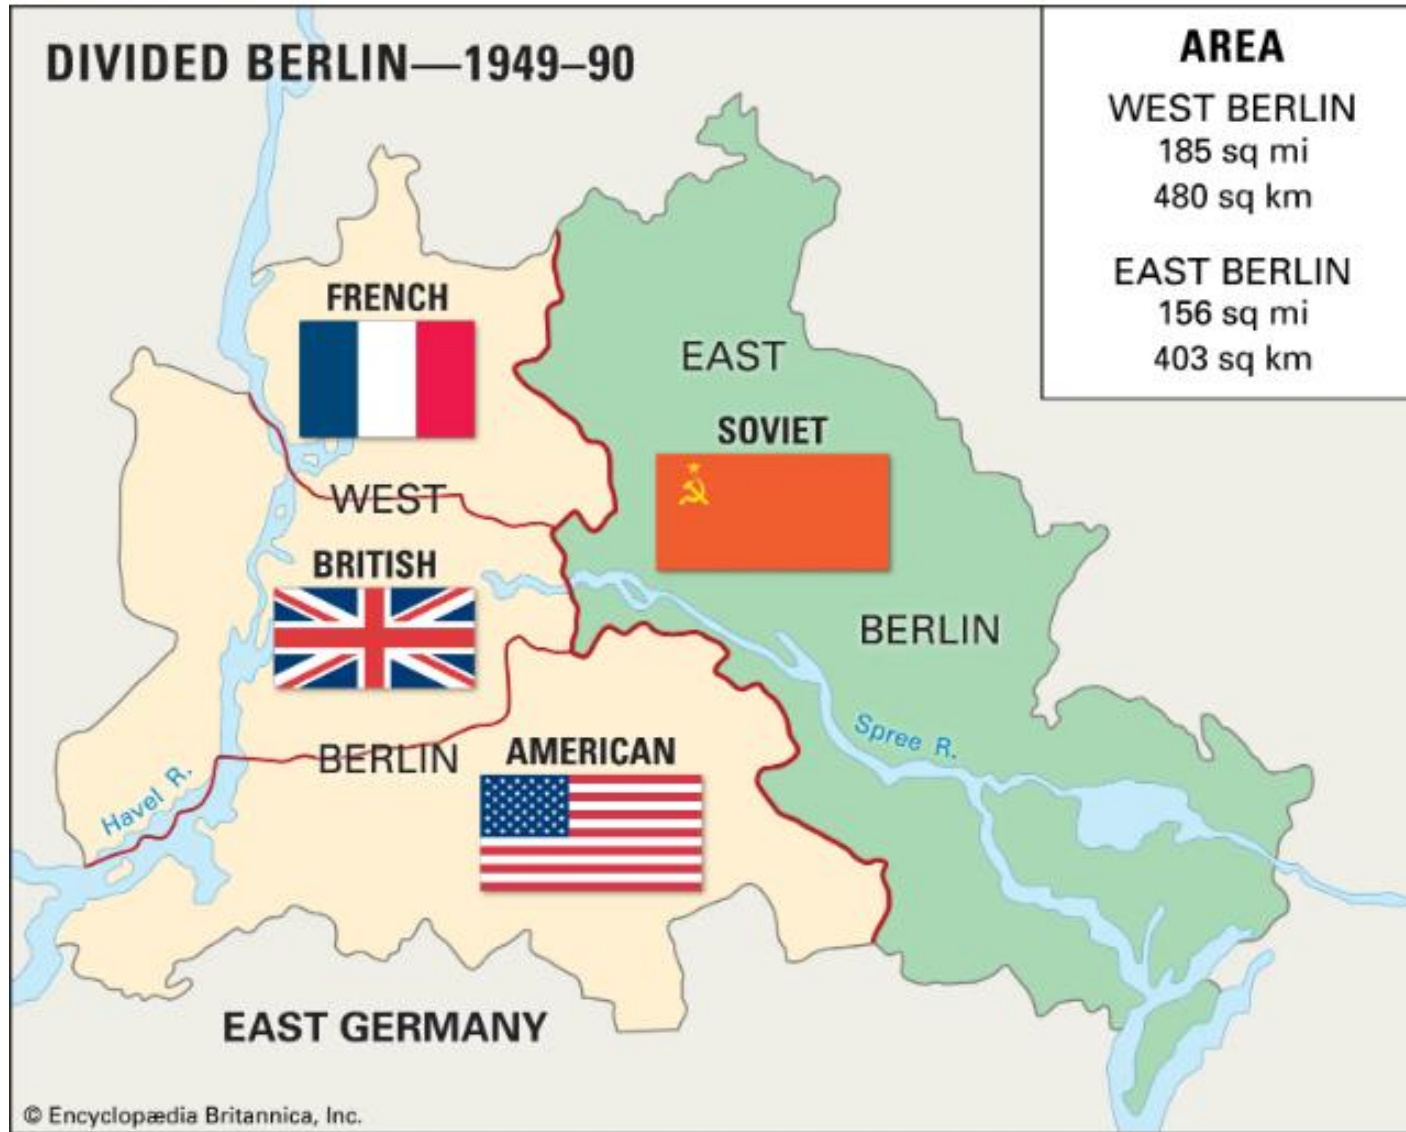 DIVIDED BERLIN—1949–90
AREA
WEST BERLIN
185 sq mi
480 sq km
EAST BERLIN
156 sq mi
403 sq km
FRENCH
EAST
SOVIET
WEST
BRITISH
BERLIN
Spree R.
AMERICAN
BERLIN
Havel R.
EAST GERMANY
© Encyclopædia Britannica, Inc.